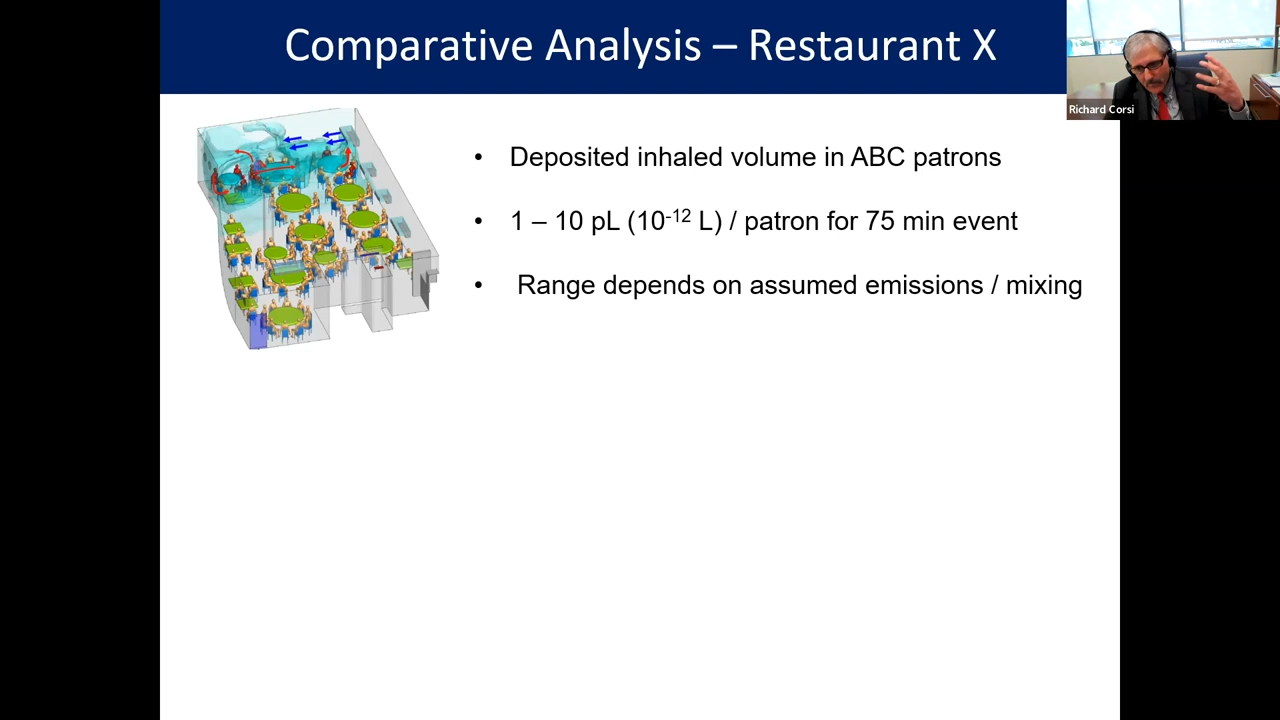 Comparative Analysis – Restaurant X
Richard Corsi
• Deposited inhaled volume in ABC patrons
• 1 – 10 pL (10⁻¹² L) / patron for 75 min event
• Range depends on assumed emissions / mixing